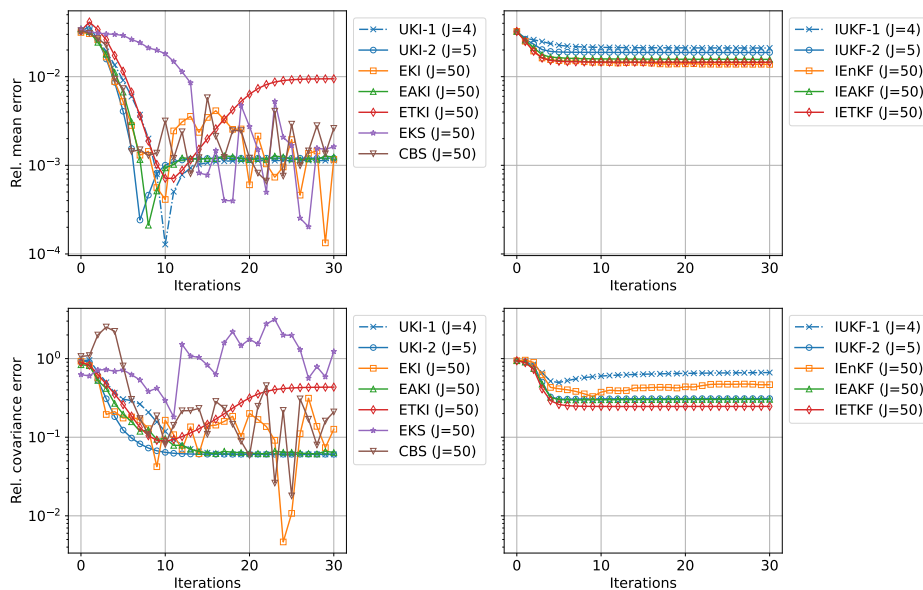 Rel. mean error
10⁻²
10⁻³
10⁻⁴
0
10
20
30
Iterations
UKI-1 (J=4)
UKI-2 (J=5)
EKI (J=50)
EAKI (J=50)
ETKI (J=50)
EKS (J=50)
CBS (J=50)
0
10
20
30
Iterations
IUKF-1 (J=4)
IUKF-2 (J=5)
IEnKF (J=50)
IEAKF (J=50)
IETKF (J=50)
Rel. covariance error
10⁰
10⁻¹
10⁻²
0
10
20
30
Iterations
UKI-1 (J=4)
UKI-2 (J=5)
EKI (J=50)
EAKI (J=50)
ETKI (J=50)
EKS (J=50)
CBS (J=50)
0
10
20
30
Iterations
IUKF-1 (J=4)
IUKF-2 (J=5)
IEnKF (J=50)
IEAKF (J=50)
IETKF (J=50)